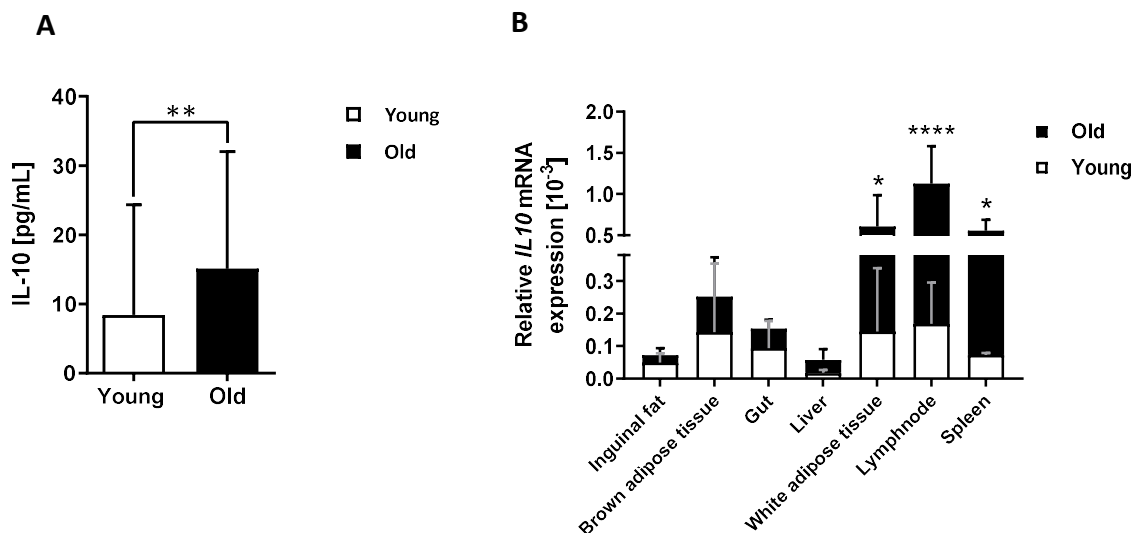 A
IL-10 [pg/mL]
40
30
20
10
0
**
Young
Old
Young
Old
B
Relative IL10 mRNA
expression [10-3]
2.0
1.5
1.0
0.5
0.3
0.2
0.1
0.0
*
****
*
Old
Young
Inguinal fat
Brown adipose tissue
Gut
Liver
White adipose tissue
Lymphnode
Spleen